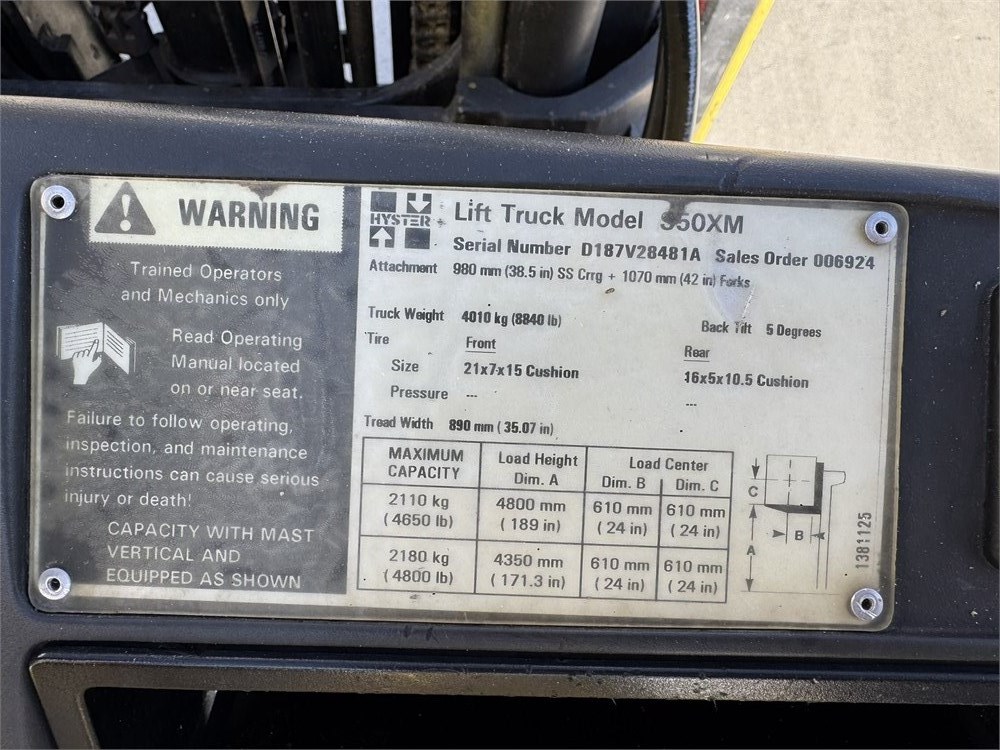 WARNING
Trained Operators
and Mechanics only
Read Operating
Manual located
on or near seat.
Failure to follow operating,
inspection, and maintenance
instructions can cause serious
injury or death!
CAPACITY WITH MAST
VERTICAL AND
EQUIPPED AS SHOWN
HYSTER
Lift Truck Model S50XM
Serial Number D187V28481A Sales Order 006924
Attachment 980 mm (38.5 in) SS Crrg + 1070 mm (42 in) Forks
Truck Weight 4010 kg (8840 lb) Back Tilt 5 Degrees
Tire Front Rear
Size 21x7x15 Cushion 16x5x10.5 Cushion
Pressure --- ---
Tread Width 890 mm ( 35.07 in)
MAXIMUM CAPACITY Load Height Dim. A Load Center Dim. B Dim. C
2110 kg 4800 mm 610 mm 610 mm
( 4650 lb) ( 189 in) ( 24 in) ( 24 in)
2180 kg 4350 mm 610 mm 610 mm
( 4800 lb) ( 171.3 in) ( 24 in) ( 24 in)
C
B
A
1381125